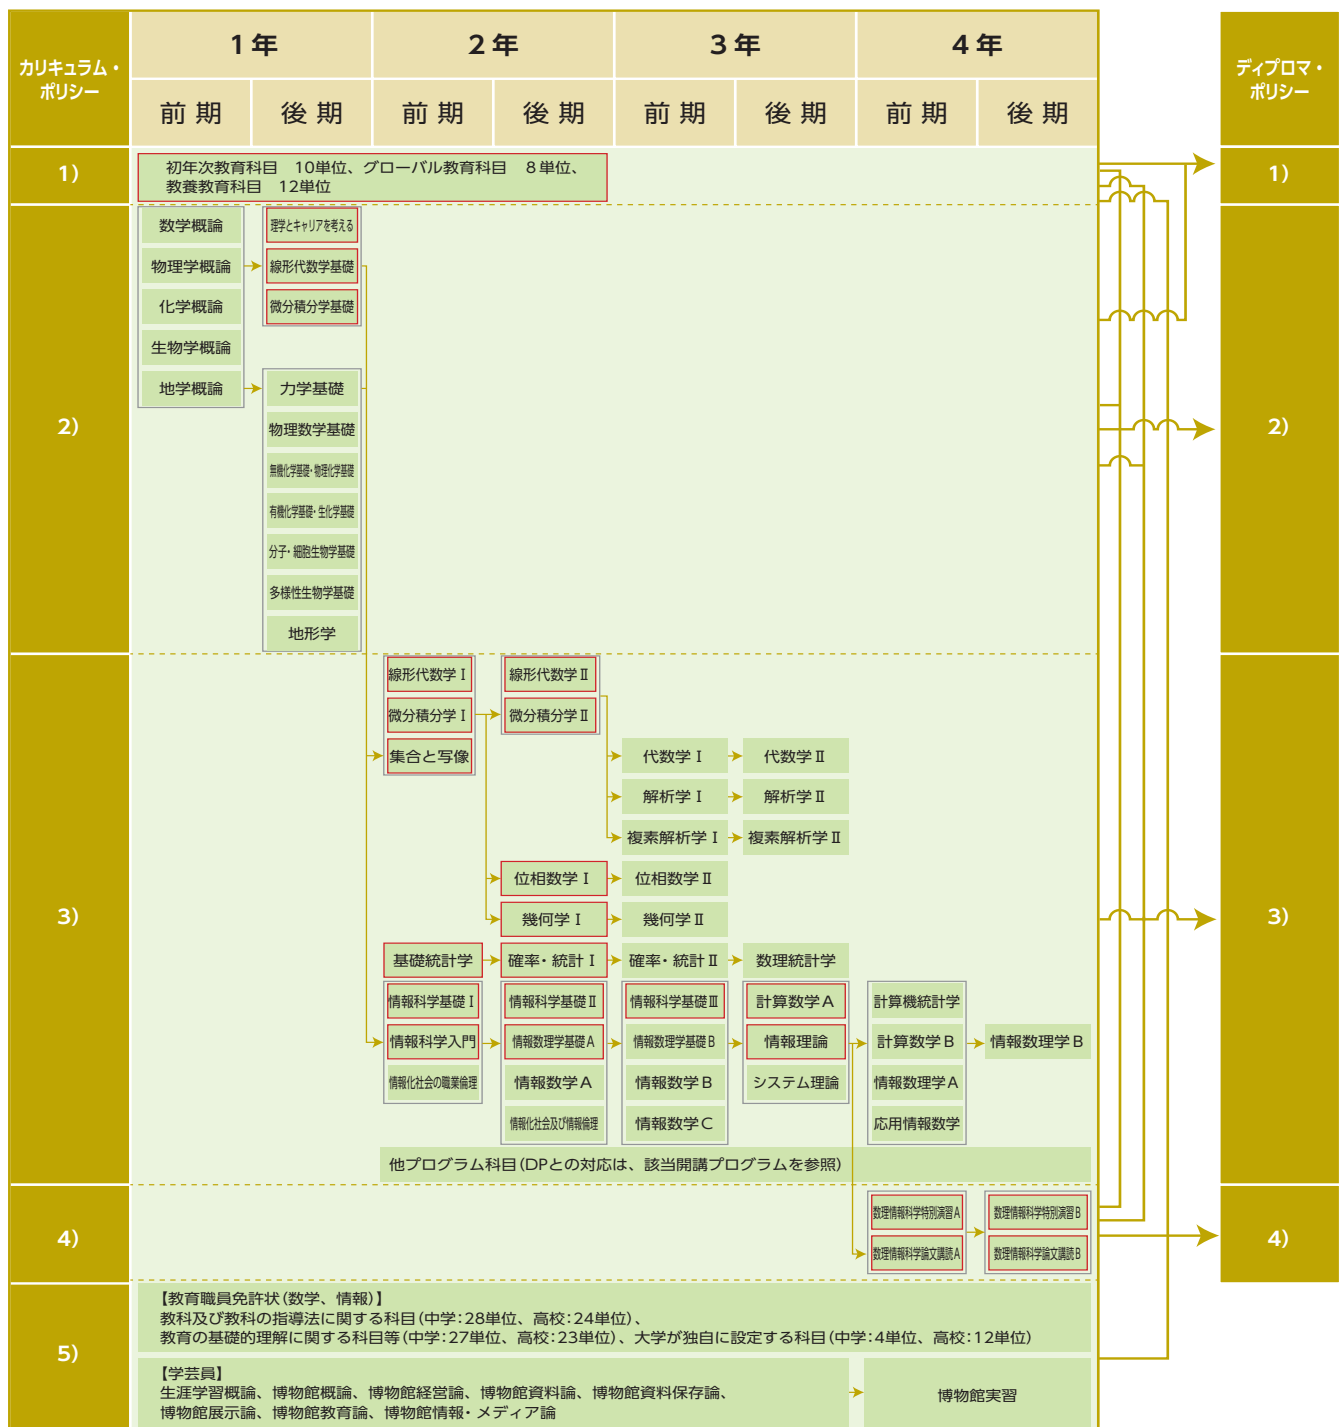 カリキュラム・
ポリシー
1年
2年
3年
4年
ディプロマ・
ポリシー
前期
後期
前期
後期
前期
後期
前期
後期
1）
初年次教育科目　10単位、グローバル教育科目　8単位、
教養教育科目　12単位
1）
2）
数学概論
物理学概論
化学概論
生物学概論
地学概論
理学とキャリアを考える
線形代数学基礎
微分積分学基礎
力学基礎
物理数学基礎
無機化学基礎・物理化学基礎
有機化学基礎・生化学基礎
分子・細胞生物学基礎
多様性生物学基礎
地形学
2）
3）
線形代数学Ⅰ
微分積分学Ⅰ
集合と写像
線形代数学Ⅱ
微分積分学Ⅱ
代数学Ⅰ
代数学Ⅱ
解析学Ⅰ
解析学Ⅱ
複素解析学Ⅰ
複素解析学Ⅱ
位相数学Ⅰ
位相数学Ⅱ
幾何学Ⅰ
幾何学Ⅱ
基礎統計学
確率・統計Ⅰ
確率・統計Ⅱ
数理統計学
情報科学基礎Ⅰ
情報科学入門
情報化社会の職業倫理
情報科学基礎Ⅱ
情報数理学基礎A
情報数学A
情報化社会及び情報倫理
情報科学基礎Ⅲ
情報数理学基礎B
情報数学B
情報数学C
計算数学A
情報理論
システム理論
計算機統計学
計算数学B
情報数理学A
応用情報数学
情報数理学B
他プログラム科目（DPとの対応は、該当開講プログラムを参照）
3）
4）
数理情報科学特別演習A
数理情報科学論文講読A
数理情報科学特別演習B
数理情報科学論文講読B
4）
5）
【教育職員免許状（数学、情報）】
教科及び教科の指導法に関する科目（中学：28単位、高校：24単位）、
教育の基礎的理解に関する科目等（中学：27単位、高校：23単位）、大学が独自に設定する科目（中学：4単位、高校：12単位）
【学芸員】
生涯学習概論、博物館概論、博物館経営論、博物館資料論、博物館資料保存論、
博物館展示論、博物館教育論、博物館情報・メディア論
博物館実習